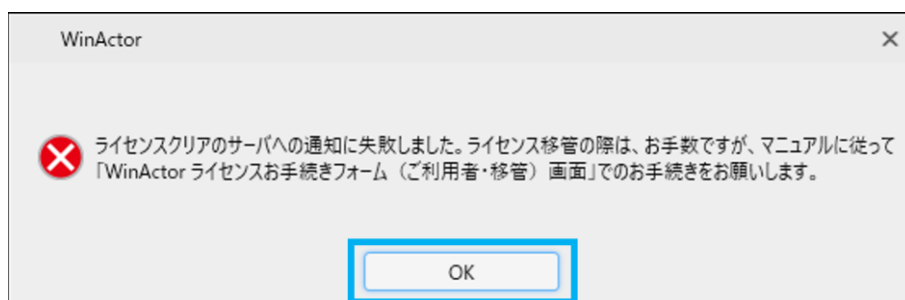 WinActor
ライセンスクリアのサーバへの通知に失敗しました。ライセンス移管の際は、お手数ですが、マニュアルに従って
「WinActor ライセンスお手続きフォーム（ご利用者・移管）画面」でのお手続きをお願いします。
OK